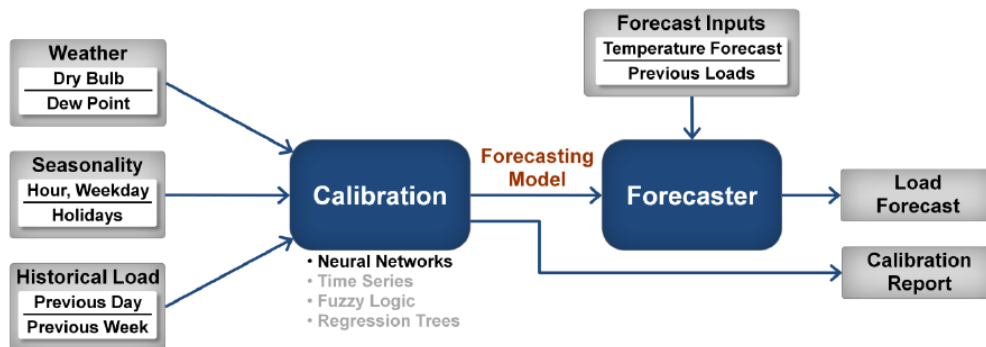 Weather
Dry Bulb
Dew Point
Seasonality
Hour, Weekday
Holidays
Historical Load
Previous Day
Previous Week
Calibration
• Neural Networks
• Time Series
• Fuzzy Logic
• Regression Trees
Forecasting
Model
Forecast Inputs
Temperature Forecast
Previous Loads
Forecaster
Load
Forecast
Calibration
Report